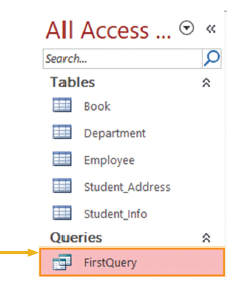 All Access ...
Search...
Tables
Book
Department
Employee
Student_Address
Student_Info
Queries
FirstQuery